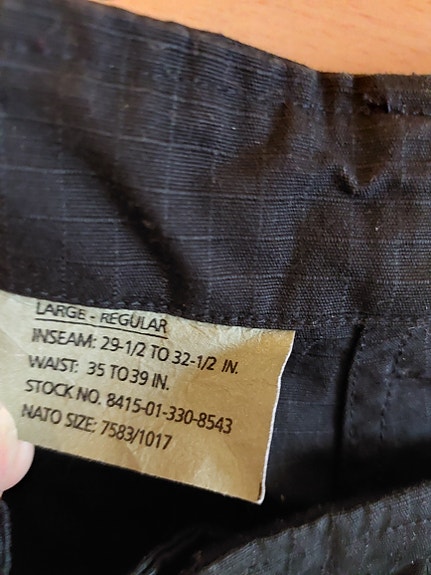 LARGE - REGULAR
INSEAM: 29-1/2 TO 32-1/2 IN.
WAIST: 35 TO 39 IN.
STOCK NO. 8415-01-330-8543
NATO SIZE: 7583/1017